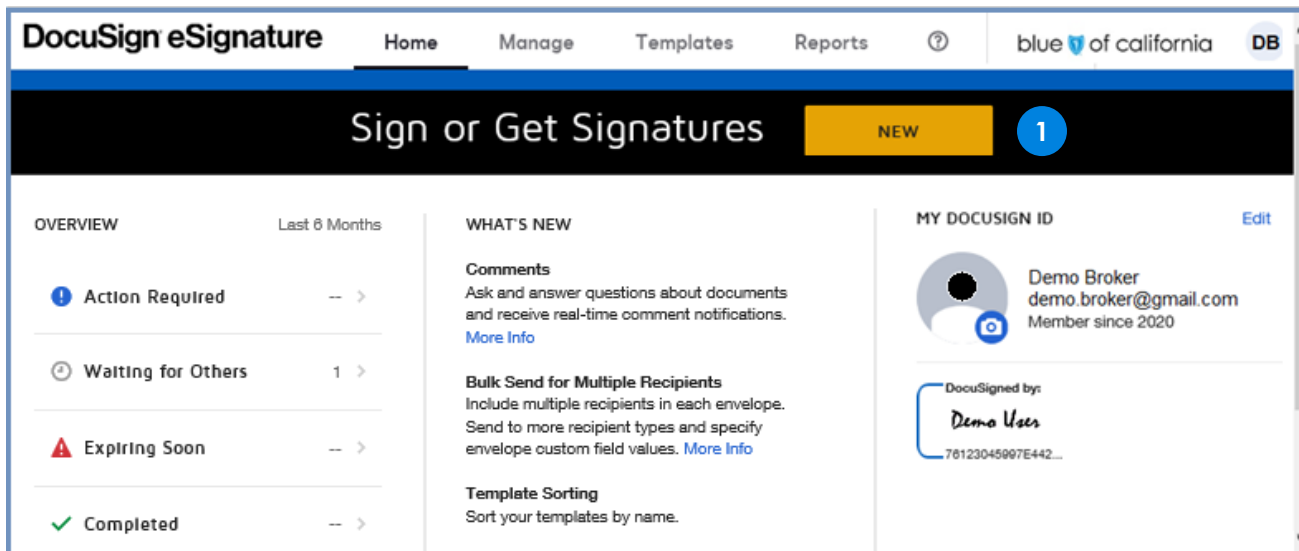 DocuSign eSignature Home Manage Templates Reports ? blue of california DB
Sign or Get Signatures NEW 1
OVERVIEW Last 6 Months
! Action Required -- >
Waiting for Others 1 >
! Expiring Soon -- >
Completed -- >
WHAT'S NEW
Comments
Ask and answer questions about documents
and receive real-time comment notifications.
More Info
Bulk Send for Multiple Recipients
Include multiple recipients in each envelope.
Send to more recipient types and specify
envelope custom field values. More Info
Template Sorting
Sort your templates by name.
MY DOCUSIGN ID Edit
Demo Broker
demo.broker@gmail.com
Member since 2020
DocuSigned by:
Demo User
76123045997E442...